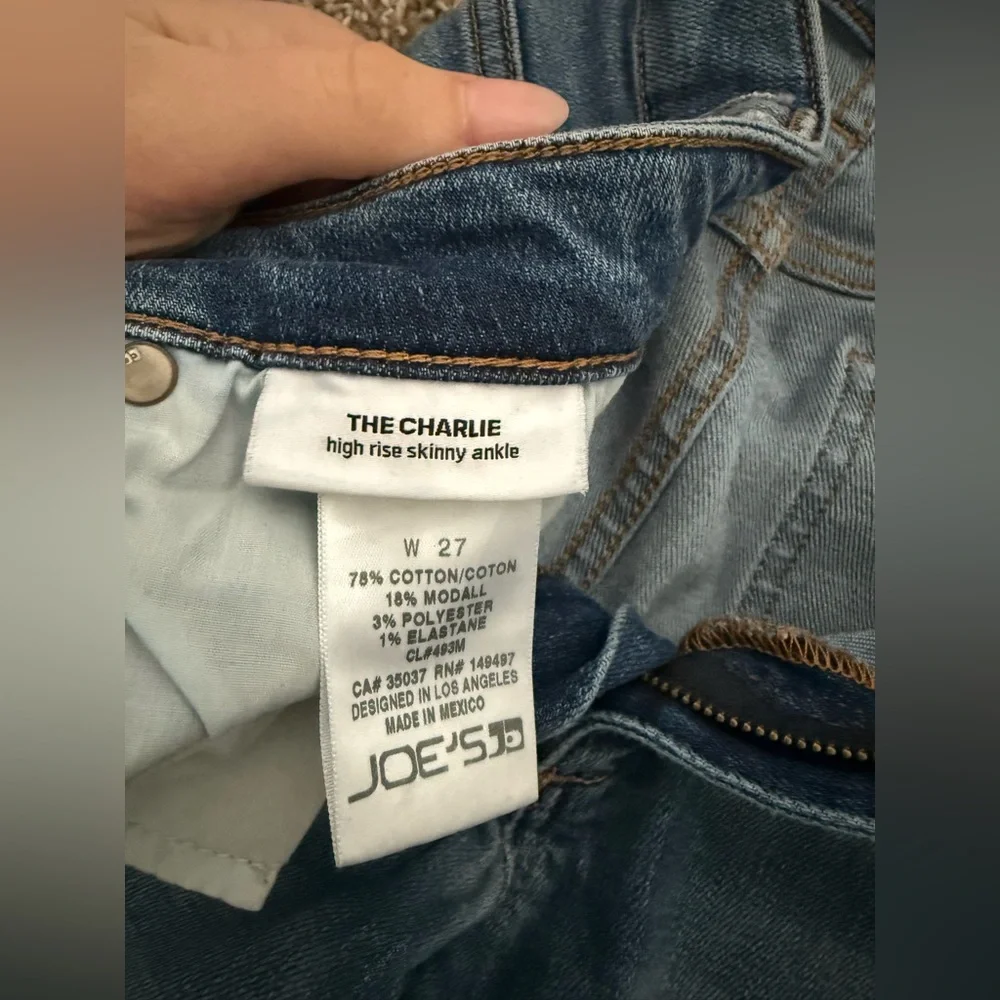 THE CHARLIE
high rise skinny ankle
W 27
78% COTTON/COTON
18% MODALL
3% POLYESTER
1% ELASTANE
CL#493M
CA# 35037 RN# 149497
DESIGNED IN LOS ANGELES
MADE IN MEXICO
JOE'S